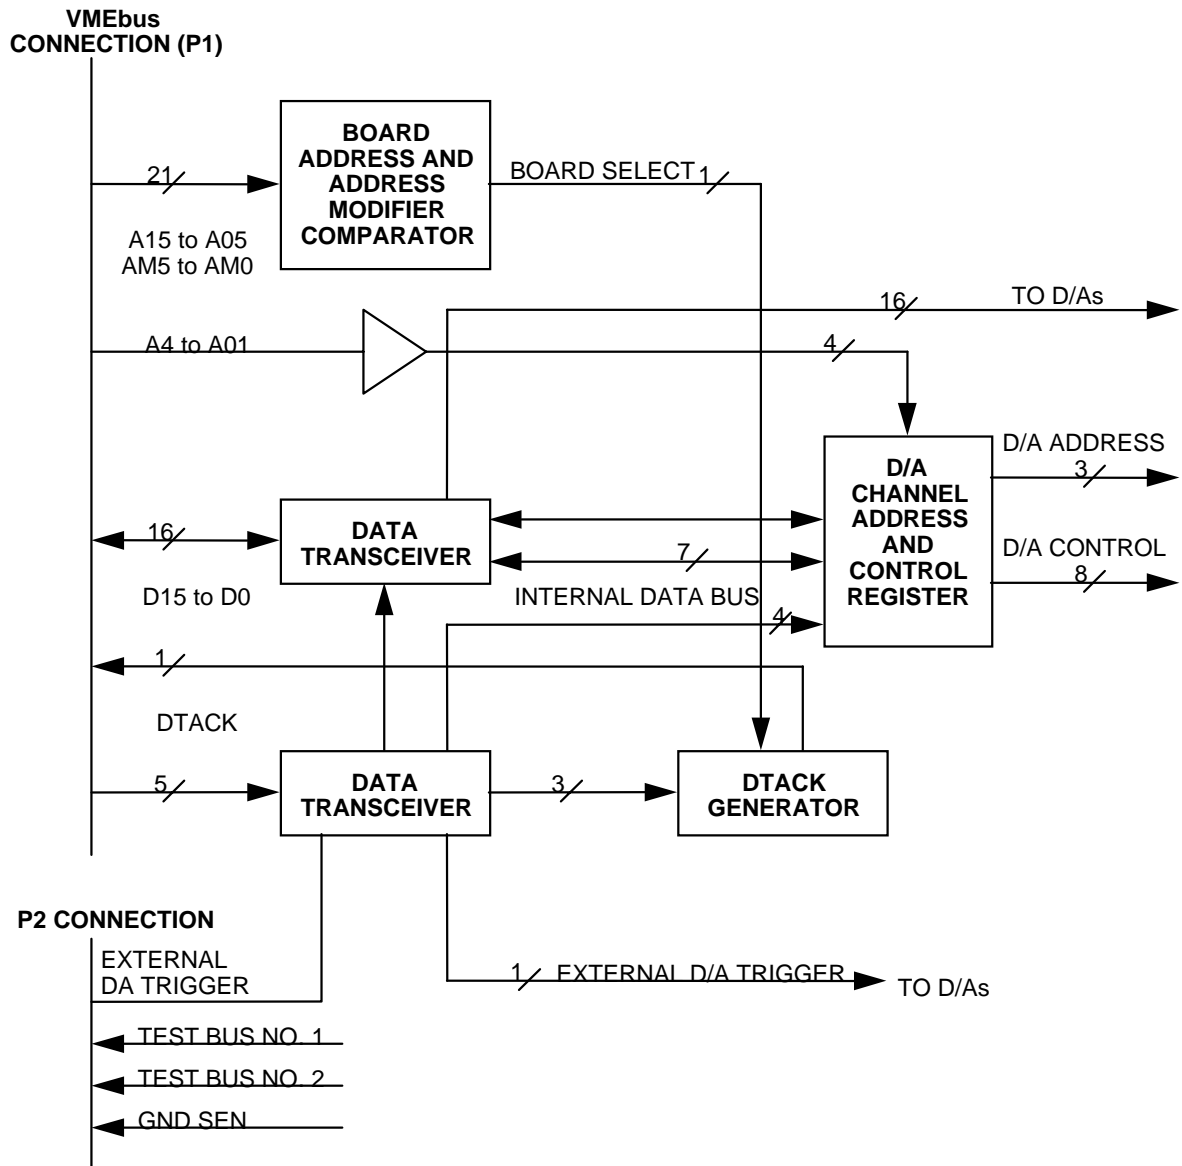 VMEbus
CONNECTION (P1)
BOARD
ADDRESS AND
ADDRESS
MODIFIER
COMPARATOR
21
BOARD SELECT
1
A15 to A05
AM5 to AM0
16
TO D/As
A4 to A01
4
D/A
CHANNEL
ADDRESS
AND
CONTROL
REGISTER
D/A ADDRESS
3
D/A CONTROL
8
16
DATA
TRANSCEIVER
7
D15 to D0
INTERNAL DATA BUS
4
1
DTACK
5
DATA
TRANSCEIVER
3
DTACK
GENERATOR
P2 CONNECTION
EXTERNAL
DA TRIGGER
1
EXTERNAL D/A TRIGGER
TO D/As
TEST BUS NO. 1
TEST BUS NO. 2
GND SEN